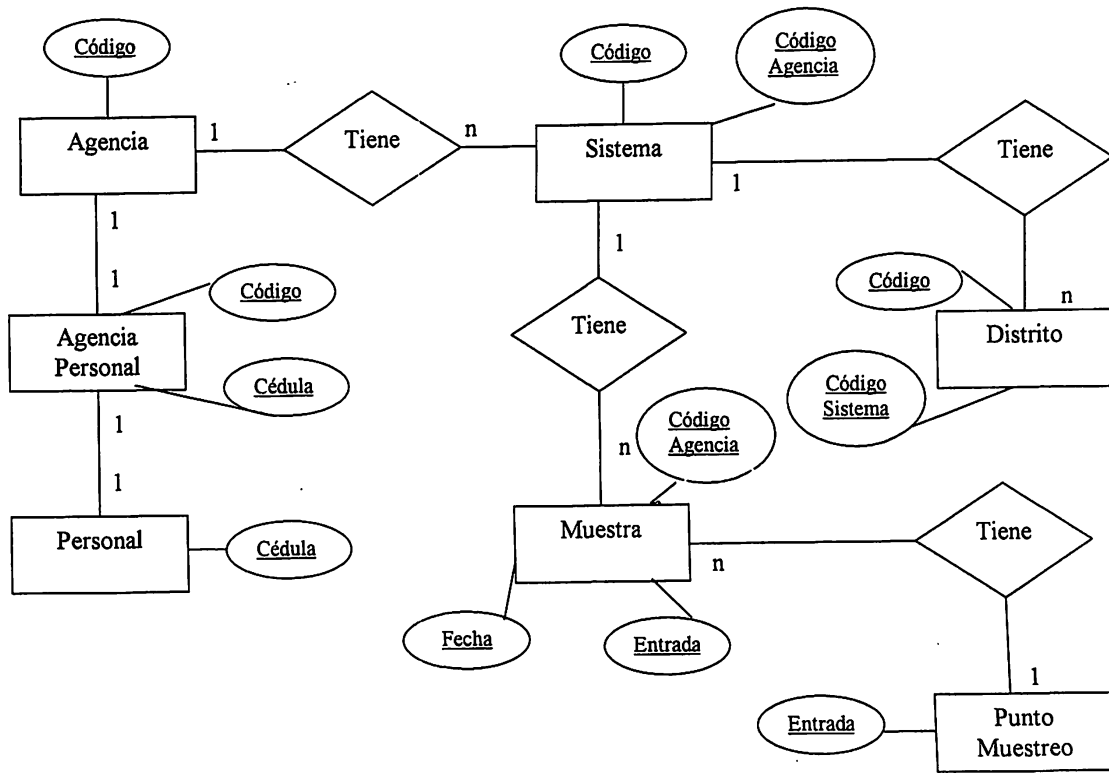 Código
Código
Código
Agencia
Agencia
1
Tiene
n
Sistema
1
Tiene
1
1
1
Código
Código
n
Tiene
Agencia
Personal
Distrito
Cédula
Código
Sistema
1
Código
Agencia
n
1
Personal
Cédula
Muestra
n
Tiene
Fecha
Entrada
1
Entrada
Punto
Muestreo